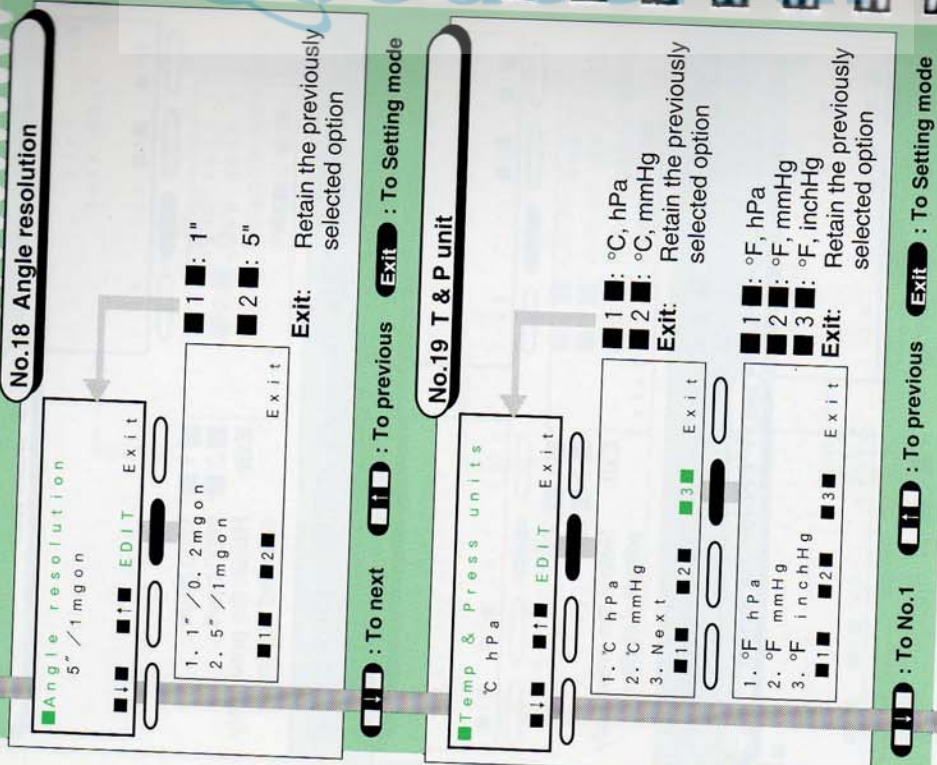 No.18 Angle resolution
■Angle resolution
5″/1mgon
■↓■ ■↑■ EDIT Exit
1. 1″/0. 2mgon
2. 5″/1mgon
■1■ ■2■ Exit
■1■: 1"
■2■: 5"
Exit: Retain the previously
selected option
↓ : To next ↑ : To previous Exit : To Setting mode
No.19 T & P unit
■Temp & Press units
℃ hPa
■↓■ ■↑■ EDIT Exit
1. ℃ hPa
2. ℃ mmHg
3. Next
■1■ ■2■ ■3■ Exit
■1■: °C, hPa
■2■: °C, mmHg
Exit: Retain the previously
selected option
1. °F hPa
2. °F mmHg
3. °F inchHg
■1■ ■2■ ■3■ Exit
■1■: °F, hPa
■2■: °F, mmHg
■3■: °F, inchHg
Exit: Retain the previously
selected option
↓ : To No.1 ↑ : To previous Exit : To Setting mode